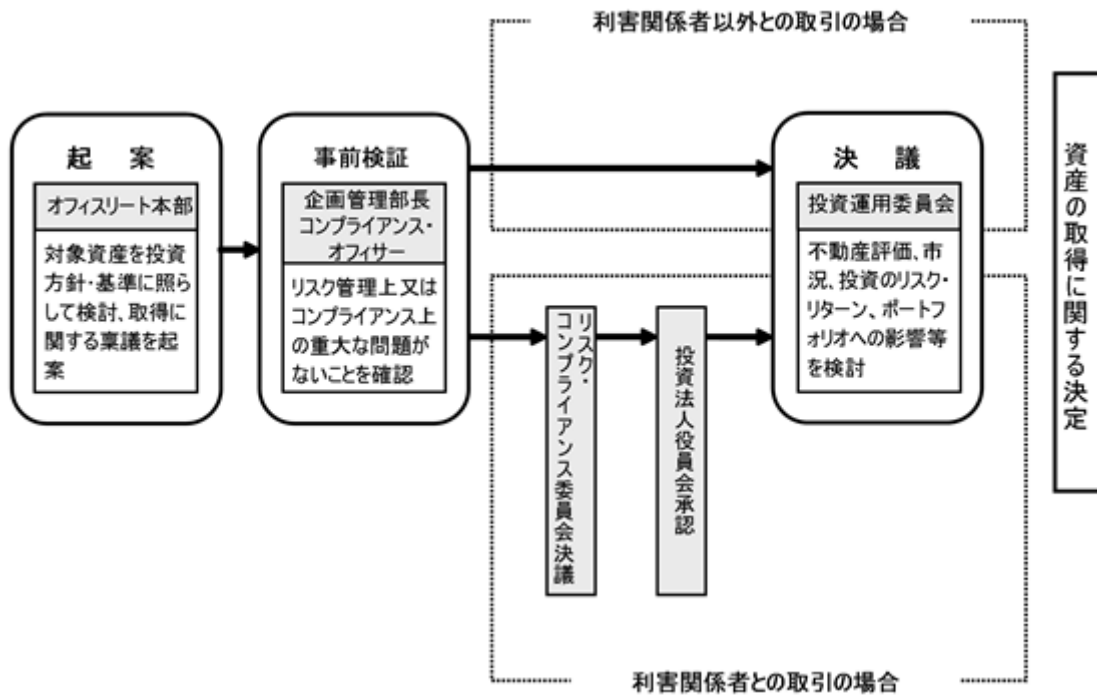 利害関係者以外との取引の場合
起　案
オフィスリート本部
対象資産を投資
方針・基準に照ら
して検討、取得に
関する稟議を起
案
事前検証
企画管理部長
コンプライアンス・
オフィサー
リスク管理上又は
コンプライアンス上
の重大な問題が
ないことを確認
リスク・
コンプライアンス委員会決議
投資法人役員会承認
決　議
投資運用委員会
不動産評価、市
況、投資のリスク・
リターン、ポートフ
ォリオへの影響等
を検討
資産の取得に関する決定
利害関係者との取引の場合